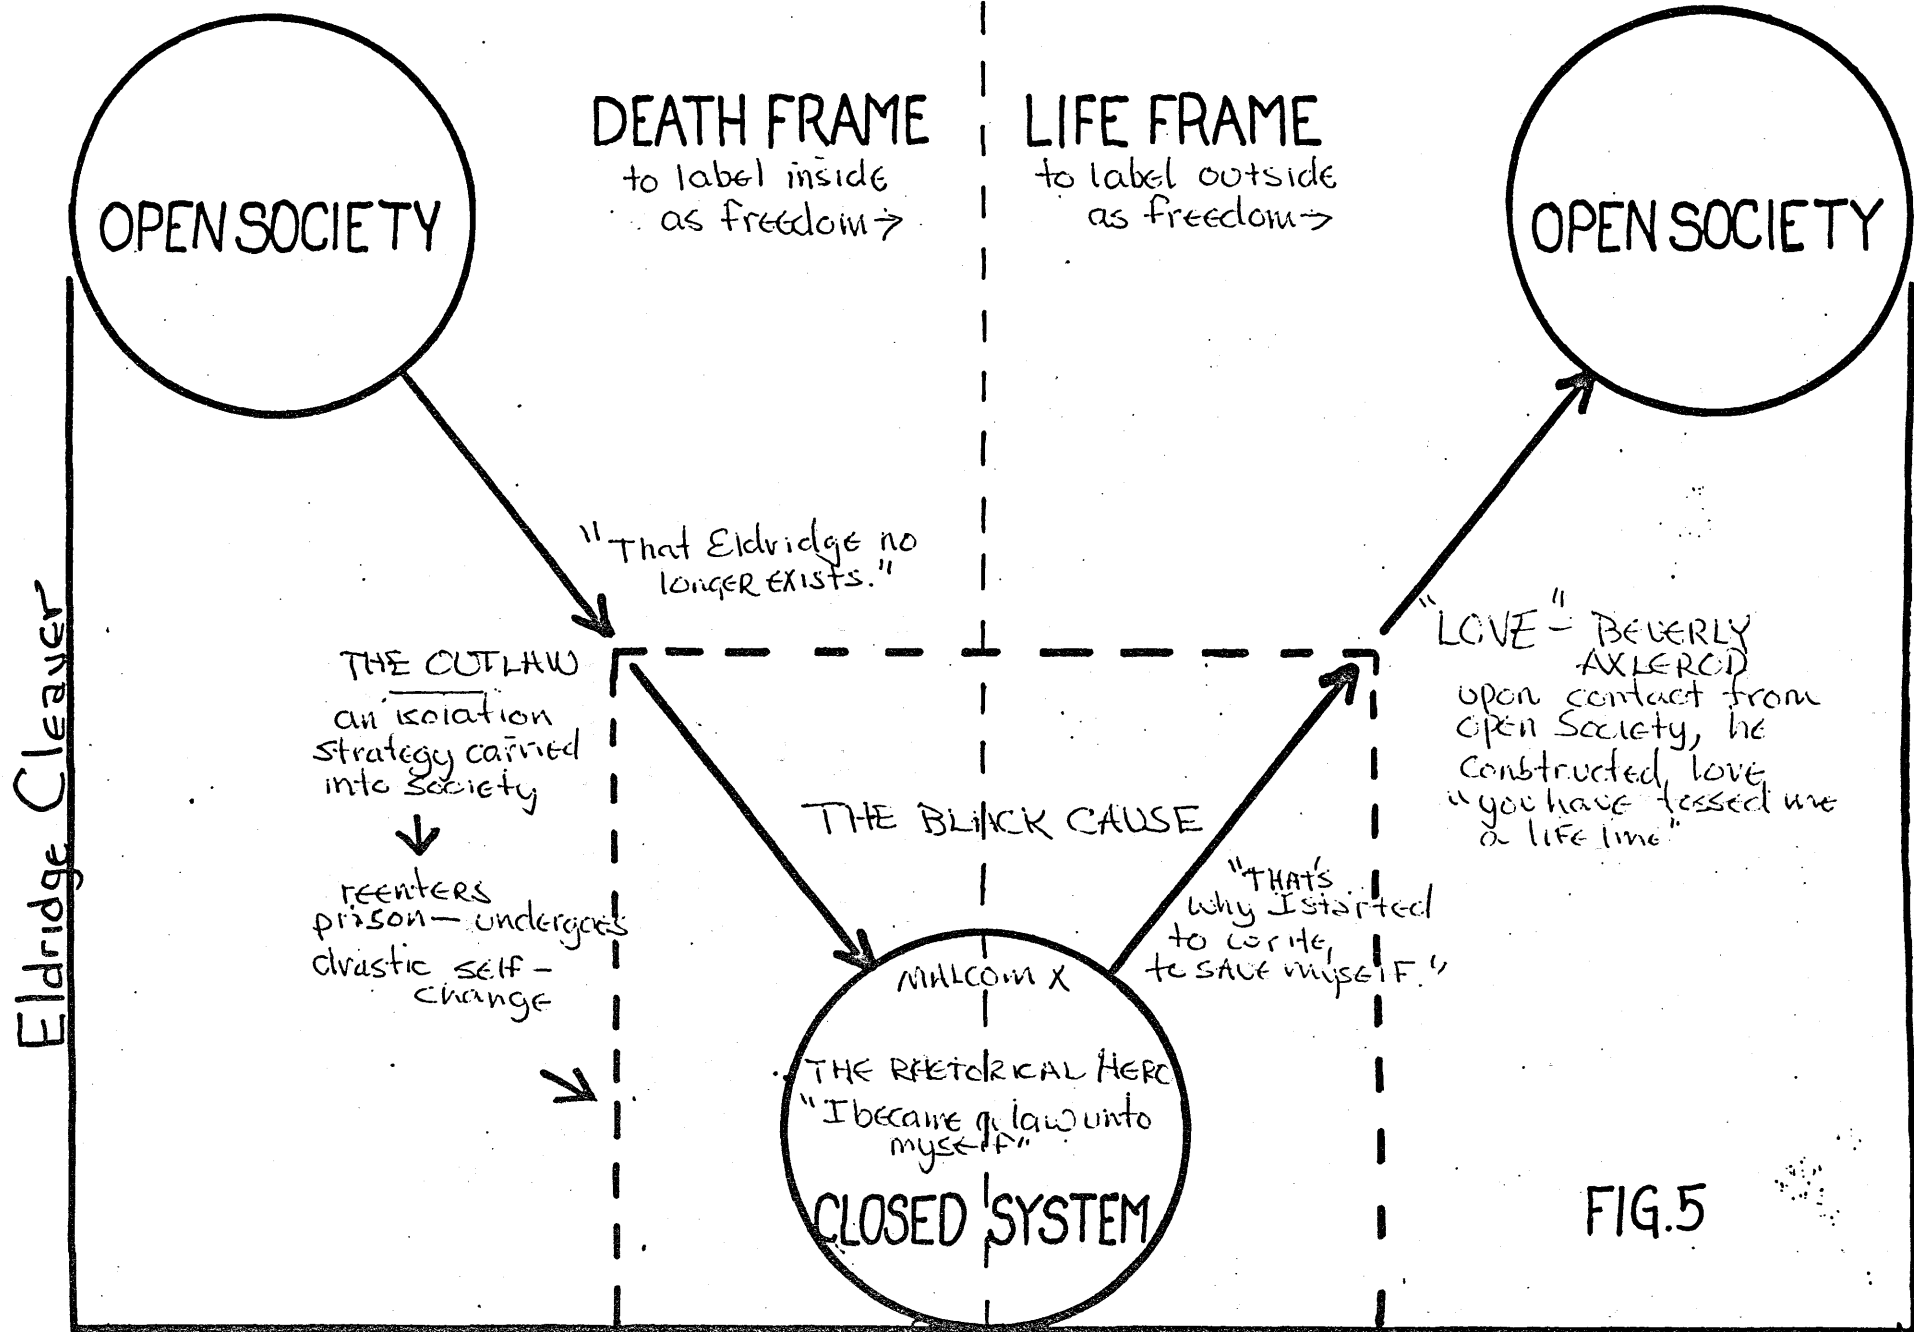 OPEN SOCIETY
DEATH FRAME
to label inside
as freedom→
LIFE FRAME
to label outside
as freedom→
OPEN SOCIETY
"That Eldridge no
longer exists."
THE OUTLAW
an isolation
strategy carried
into society
reenters
prison — undergoes
drastic self-
change
Eldridge Cleaver
THE BLACK CAUSE
"LOVE" - BEVERLY
AXLEROD
upon contact from
open Society, he
constructed love
"you have tossed me
a life line"
"THAT'S
why I started
to write,
to SAVE myself."
MALCOM X
THE RHETORICAL HERO
"I became a law unto
myself"
CLOSED SYSTEM
FIG.5